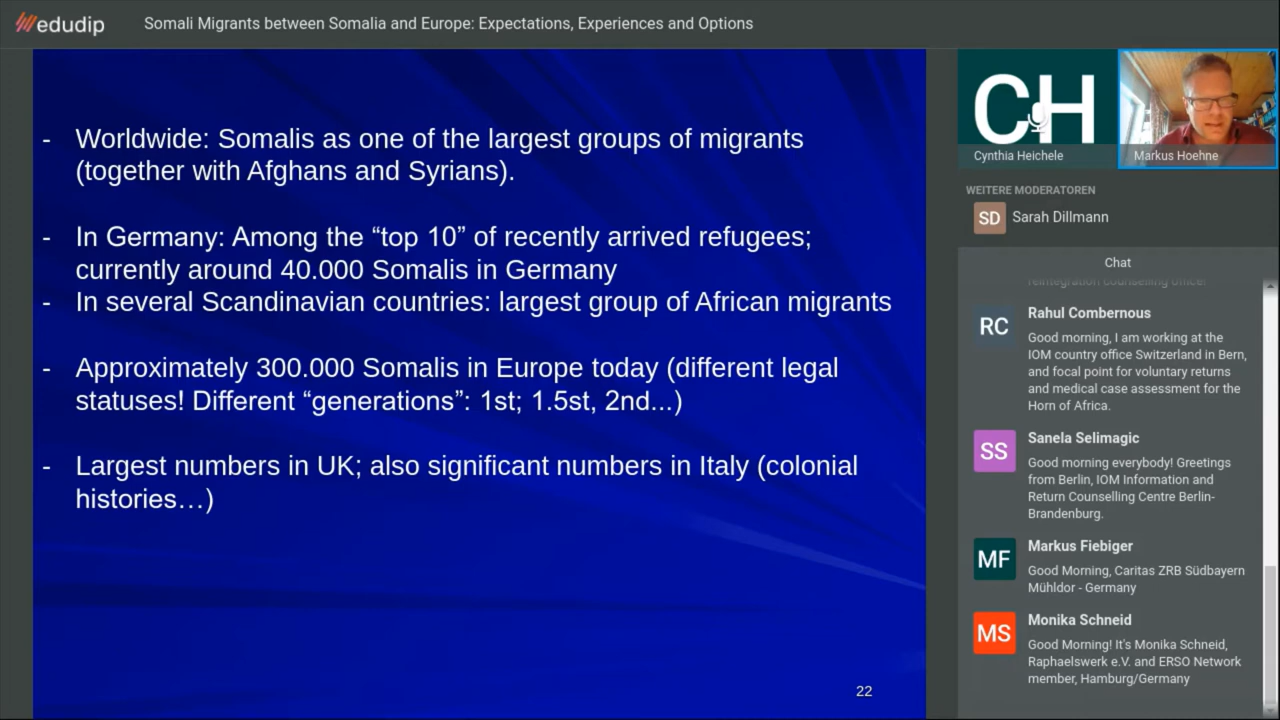 edudip
Somali Migrants between Somalia and Europe: Expectations, Experiences and Options
- Worldwide: Somalis as one of the largest groups of migrants
(together with Afghans and Syrians).
- In Germany: Among the “top 10” of recently arrived refugees;
currently around 40.000 Somalis in Germany
- In several Scandinavian countries: largest group of African migrants
- Approximately 300.000 Somalis in Europe today (different legal
statuses! Different “generations”: 1st; 1.5st, 2nd...)
- Largest numbers in UK; also significant numbers in Italy (colonial
histories…)
22
CH
Cynthia Heichele
Markus Hoehne
WEITERE MODERATOREN
SD
Sarah Dillmann
Chat
reintegration counselling office!
RC
Rahul Combernous
Good morning, I am working at the
IOM country office Switzerland in Bern,
and focal point for voluntary returns
and medical case assessment for the
Horn of Africa.
SS
Sanela Selimagic
Good morning everybody! Greetings
from Berlin, IOM Information and
Return Counselling Centre Berlin-
Brandenburg.
MF
Markus Fiebiger
Good Morning, Caritas ZRB Südbayern
Mühldor - Germany
MS
Monika Schneid
Good Morning! It's Monika Schneid,
Raphaelswerk e.V. and ERSO Network
member, Hamburg/Germany